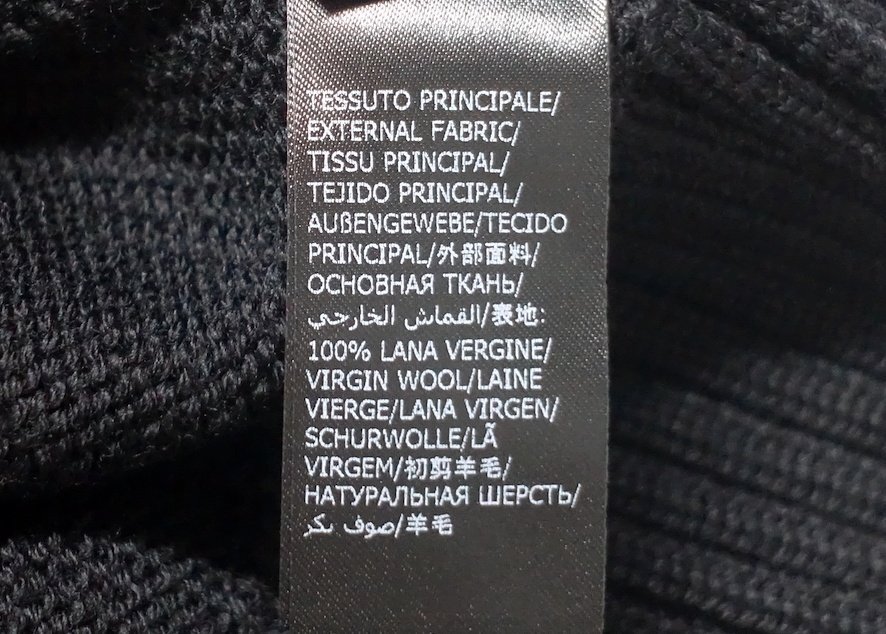 TESSUTO PRINCIPALE/
EXTERNAL FABRIC/
TISSU PRINCIPAL/
TEJIDO PRINCIPAL/
AUßENGEWEBE/TECIDO
PRINCIPAL/外部面料/
ОСНОВНАЯ ТКАНЬ/
القماش الخارجي/表地:
100% LANA VERGINE/
VIRGIN WOOL/LAINE
VIERGE/LANA VIRGEN/
SCHURWOLLE/LÃ
VIRGEM/初剪羊毛/
НАТУРАЛЬНАЯ ШЕРСТЬ/
صوف بكر/羊毛